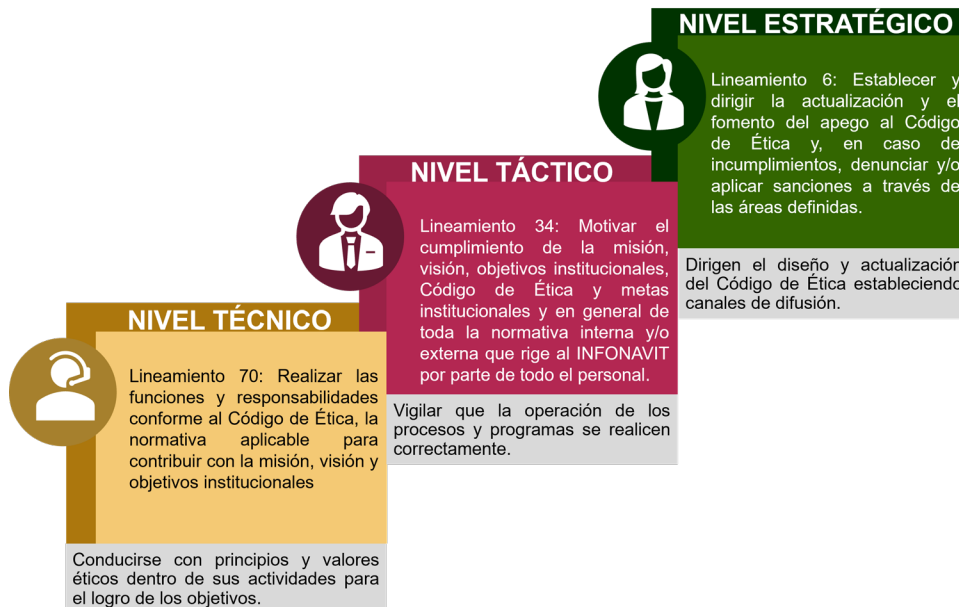 NIVEL ESTRATÉGICO
Lineamiento 6: Establecer y
dirigir la actualización y el
fomento del apego al Código
de Ética y, en caso de
incumplimientos, denunciar y/o
aplicar sanciones a través de
las áreas definidas.
Dirigen el diseño y actualización
del Código de Ética estableciendo
canales de difusión.
NIVEL TÁCTICO
Lineamiento 34: Motivar el
cumplimiento de la misión,
visión, objetivos institucionales,
Código de Ética y metas
institucionales y en general de
toda la normativa interna y/o
externa que rige al INFONAVIT
por parte de todo el personal.
Vigilar que la operación de los
procesos y programas se realicen
correctamente.
NIVEL TÉCNICO
Lineamiento 70: Realizar las
funciones y responsabilidades
conforme al Código de Ética, la
normativa aplicable para
contribuir con la misión, visión y
objetivos institucionales
Conducirse con principios y valores
éticos dentro de sus actividades para
el logro de los objetivos.